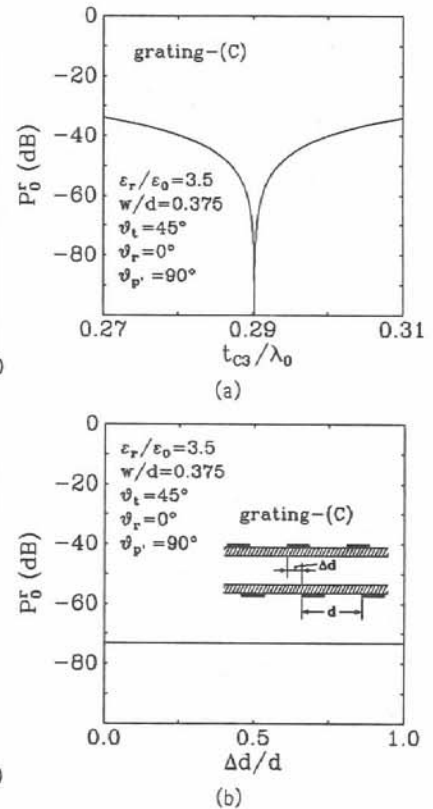 0
-20
-40
-60
-80
P₀ʳ (dB)
grating-(C)
εᵣ/ε₀=3.5
w/d=0.375
ϑₜ=45°
ϑᵣ=0°
ϑₚ'=90°
0.27 0.29 0.31
t_C3/λ₀
(a)
)
0
-20
-40
-60
-80
P₀ʳ (dB)
εᵣ/ε₀=3.5
w/d=0.375
ϑₜ=45°
ϑᵣ=0°
ϑₚ'=90°
grating-(C)
Δd
d
0.0 0.5 1.0
Δd/d
)
(b)